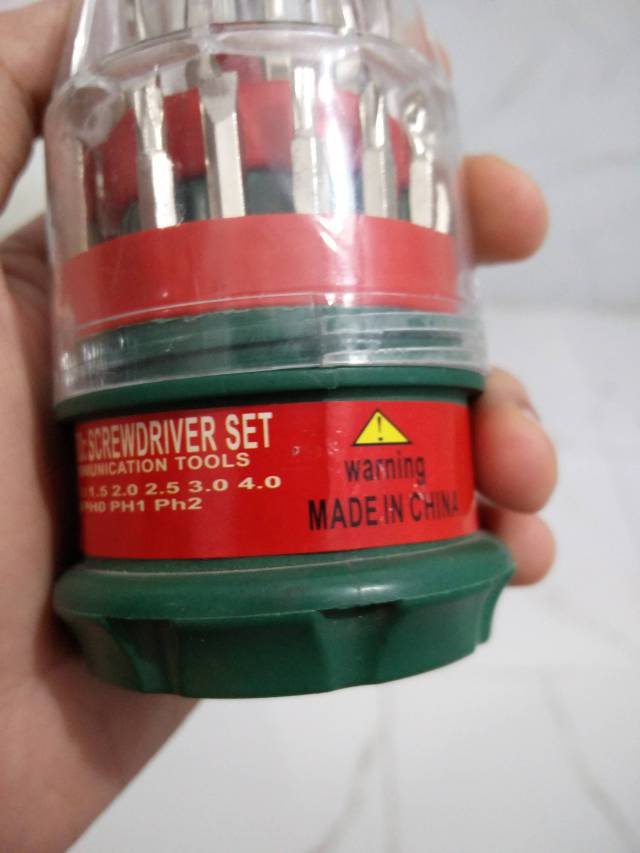 SCREWDRIVER SET
TOOLS
1.5 2.0 2.5 3.0 4.0
PH0 PH1 Ph2
!
warning
MADE IN CHINA